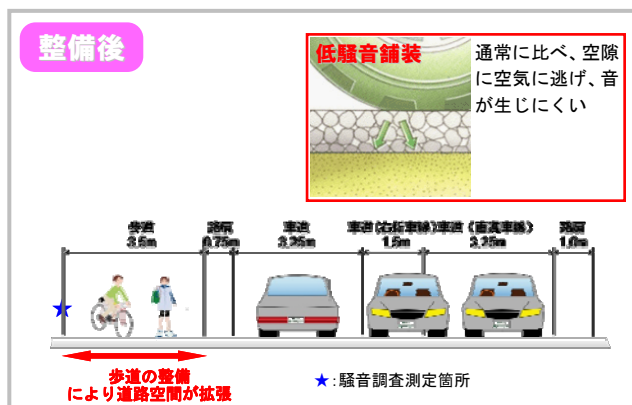 整備後
低騒音舗装
通常に比べ、空隙
に空気に逃げ、音
が生じにくい
歩道 路肩 車道 車道(右折車線) 車道(直進車線) 路肩
3.5m 0.75m 3.25m 1.5m 3.25m 1.0m
歩道の整備
により道路空間が拡張
★:騒音調査測定箇所